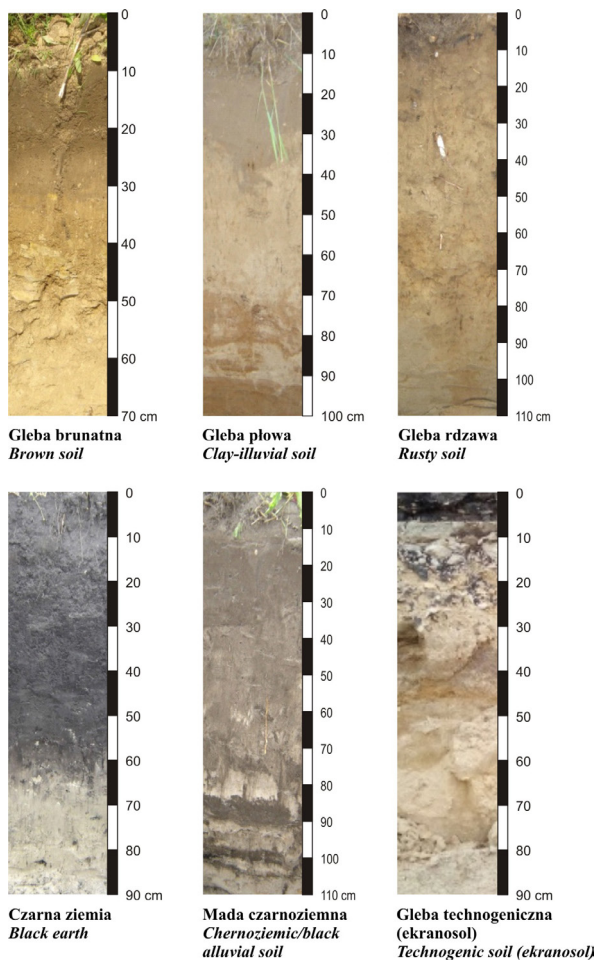 0
10
20
30
40
50
60
70 cm
Gleba brunatna
Brown soil
0
10
20
30
40
50
60
70
80
90
100 cm
Gleba płowa
Clay-illuvial soil
0
10
20
30
40
50
60
70
80
90
100
110 cm
Gleba rdzawa
Rusty soil
0
10
20
30
40
50
60
70
80
90 cm
Czarna ziemia
Black earth
0
10
20
30
40
50
60
70
80
90
100
110 cm
Mada czarnoziemna
Chernoziemic/black
alluvial soil
0
10
20
30
40
50
60
70
80
90 cm
Gleba technogeniczna
(ekranosol)
Technogenic soil (ekranosol)